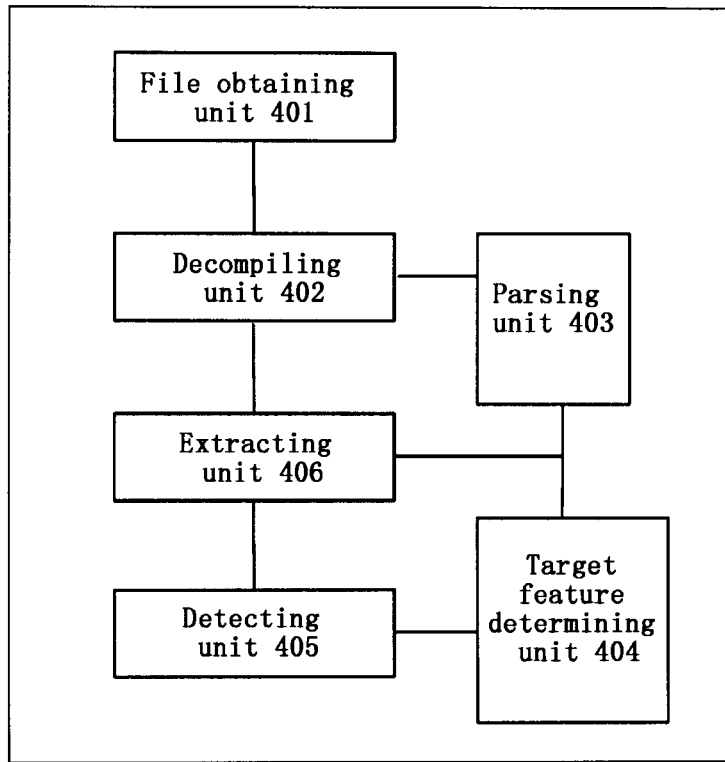 File obtaining
unit 401
Decompiling
unit 402
Parsing
unit 403
Extracting
unit 406
Target
feature
determining
unit 404
Detecting
unit 405